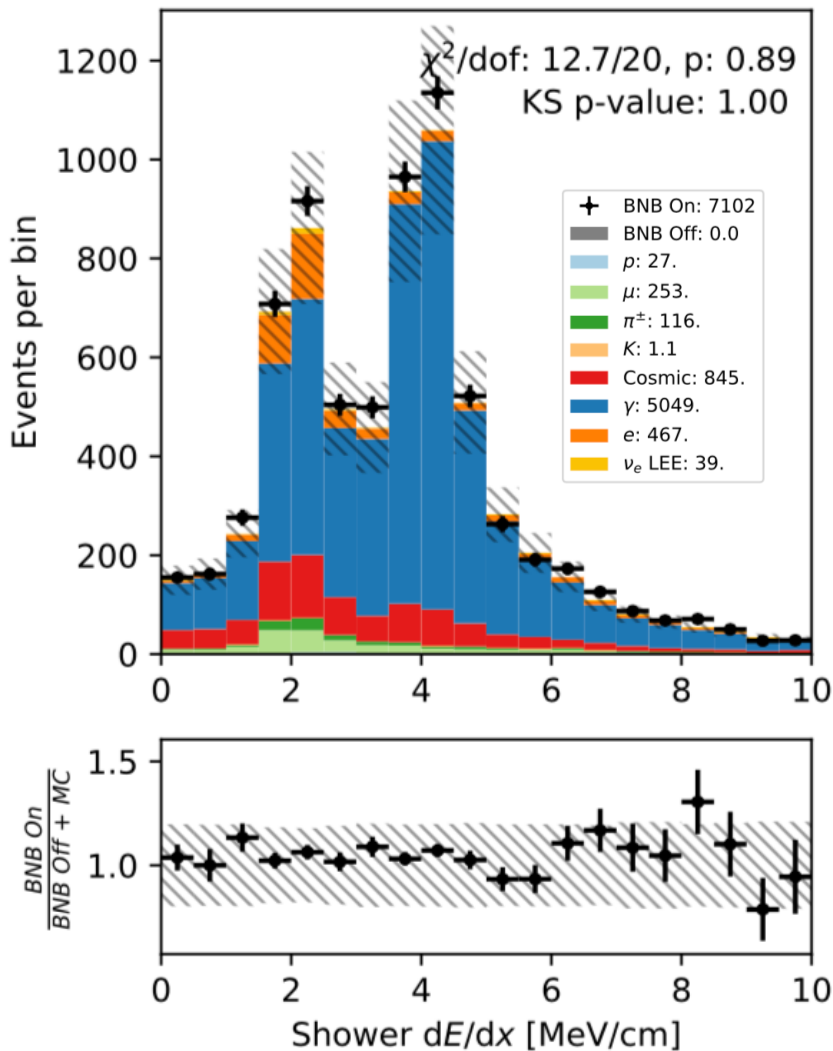 1200
1000
800
600
400
200
0
Events per bin
χ²/dof: 12.7/20, p: 0.89
KS p-value: 1.00
BNB On: 7102
BNB Off: 0.0
p: 27.
μ: 253.
π±: 116.
K: 1.1
Cosmic: 845.
γ: 5049.
e: 467.
νₑ LEE: 39.
0 2 4 6 8 10
1.5
1.0
BNB On
BNB Off + MC
0 2 4 6 8 10
Shower dE/dx [MeV/cm]